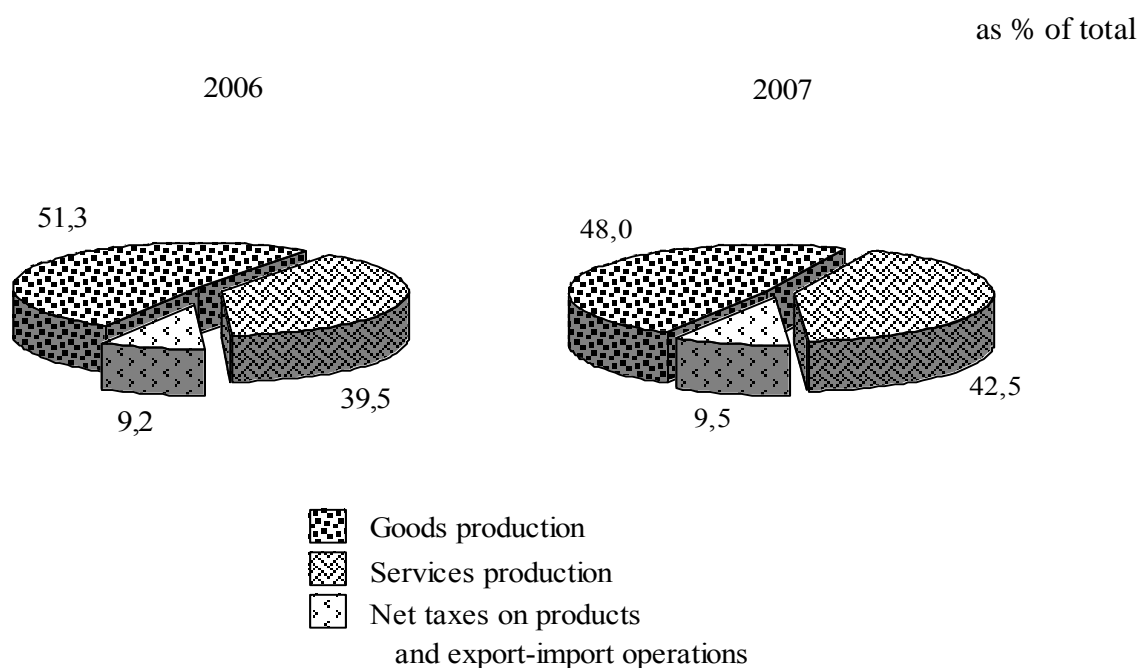 as % of total
2006
2007
51,3
48,0
39,5
42,5
9,2
9,5
Goods production
Services production
Net taxes on products
and export-import operations